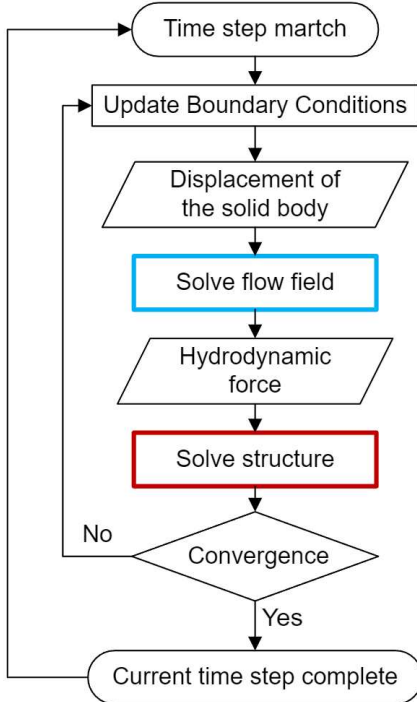 Time step martch
Update Boundary Conditions
Displacement of
the solid body
Solve flow field
Hydrodynamic
force
Solve structure
No
Convergence
Yes
Current time step complete